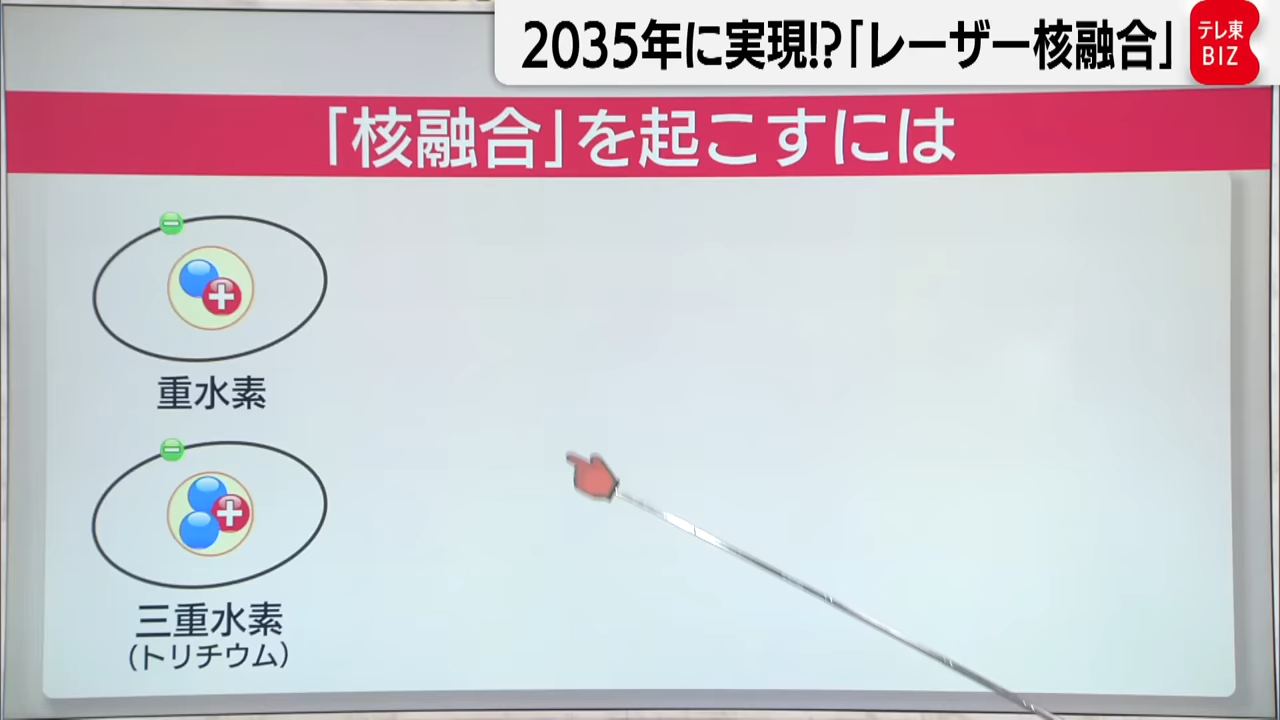 2035年に実現!?「レーザー核融合」
テレ東
BIZ
「核融合」を起こすには
重水素
三重水素
(トリチウム)